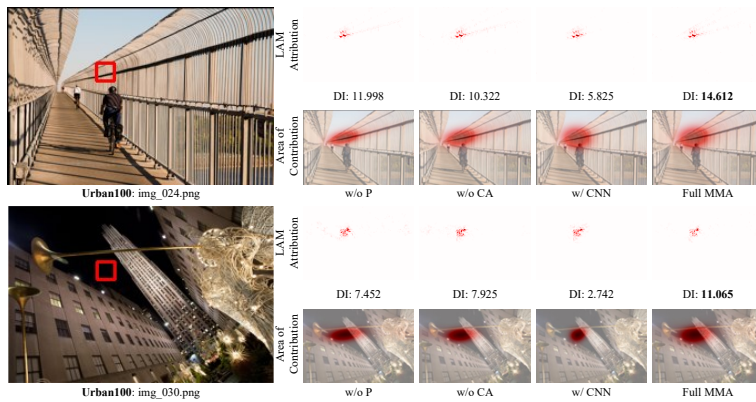 LAM
Attribution
DI: 11.998 DI: 10.322 DI: 5.825 DI: 14.612
Area of
Contribution
Urban100: img_024.png
w/o P w/o CA w/ CNN Full MMA
LAM
Attribution
DI: 7.452 DI: 7.925 DI: 2.742 DI: 11.065
Area of
Contribution
Urban100: img_030.png
w/o P w/o CA w/ CNN Full MMA